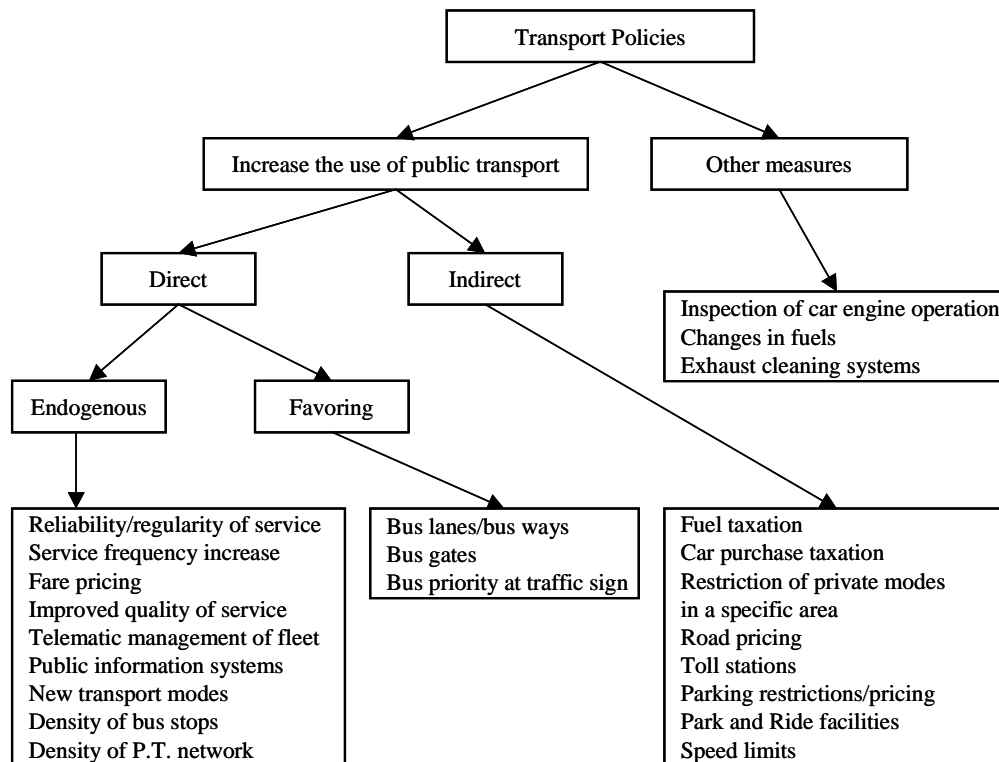 Transport Policies
Increase the use of public transport
Other measures
Direct
Indirect
Inspection of car engine operation
Changes in fuels
Exhaust cleaning systems
Endogenous
Favoring
Reliability/regularity of service
Service frequency increase
Fare pricing
Improved quality of service
Telematic management of fleet
Public information systems
New transport modes
Density of bus stops
Density of P.T. network
Bus lanes/bus ways
Bus gates
Bus priority at traffic sign
Fuel taxation
Car purchase taxation
Restriction of private modes
in a specific area
Road pricing
Toll stations
Parking restrictions/pricing
Park and Ride facilities
Speed limits